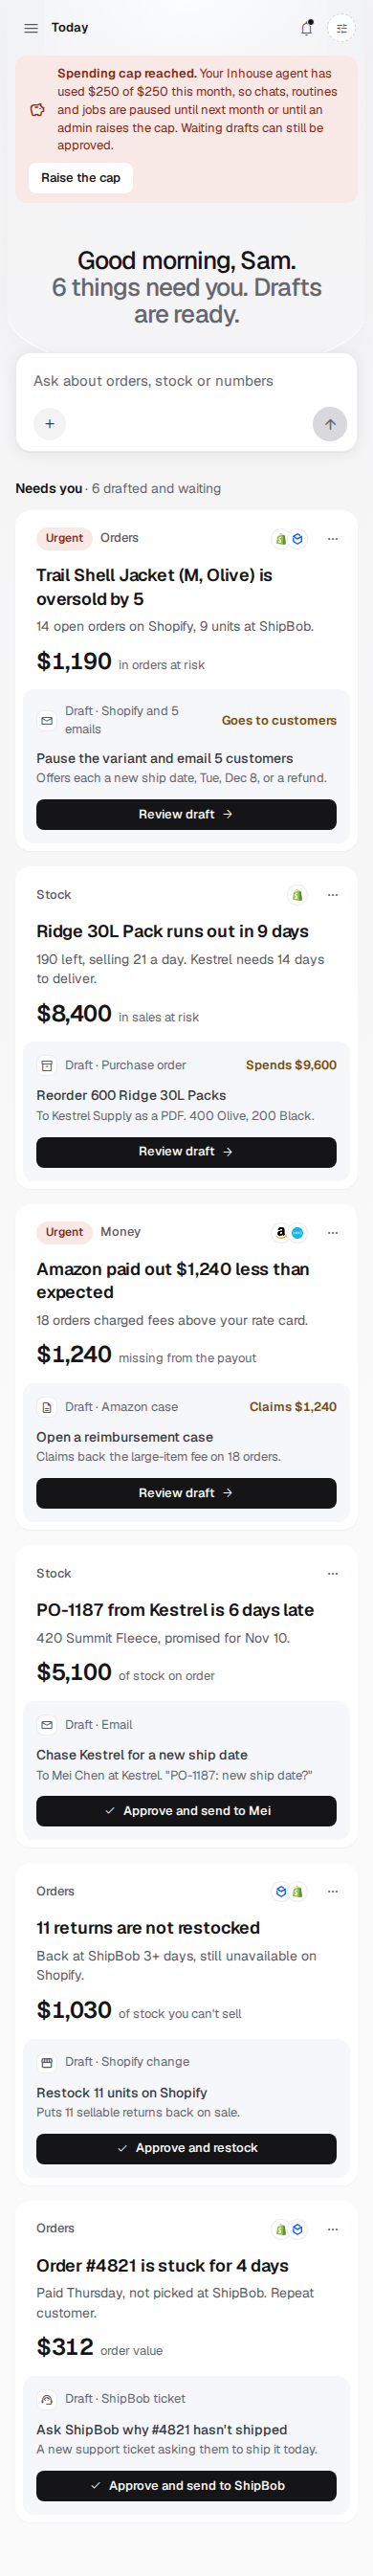 Today
Spending cap reached. Your Inhouse agent has
used $250 of $250 this month, so chats, routines
and jobs are paused until next month or until an
admin raises the cap. Waiting drafts can still be
approved.
Raise the cap
Good morning, Sam.
6 things need you. Drafts
are ready.
Ask about orders, stock or numbers
Needs you · 6 drafted and waiting
Urgent Orders
Trail Shell Jacket (M, Olive) is
oversold by 5
14 open orders on Shopify, 9 units at ShipBob.
$1,190 in orders at risk
Draft · Shopify and 5
emails
Goes to customers
Pause the variant and email 5 customers
Offers each a new ship date, Tue, Dec 8, or a refund.
Review draft →
Stock
Ridge 30L Pack runs out in 9 days
190 left, selling 21 a day. Kestrel needs 14 days
to deliver.
$8,400 in sales at risk
Draft · Purchase order Spends $9,600
Reorder 600 Ridge 30L Packs
To Kestrel Supply as a PDF. 400 Olive, 200 Black.
Review draft →
Urgent Money
Amazon paid out $1,240 less than
expected
18 orders charged fees above your rate card.
$1,240 missing from the payout
Draft · Amazon case Claims $1,240
Open a reimbursement case
Claims back the large-item fee on 18 orders.
Review draft →
Stock
PO-1187 from Kestrel is 6 days late
420 Summit Fleece, promised for Nov 10.
$5,100 of stock on order
Draft · Email
Chase Kestrel for a new ship date
To Mei Chen at Kestrel. "PO-1187: new ship date?"
Approve and send to Mei
Orders
11 returns are not restocked
Back at ShipBob 3+ days, still unavailable on
Shopify.
$1,030 of stock you can't sell
Draft · Shopify change
Restock 11 units on Shopify
Puts 11 sellable returns back on sale.
Approve and restock
Orders
Order #4821 is stuck for 4 days
Paid Thursday, not picked at ShipBob. Repeat
customer.
$312 order value
Draft · ShipBob ticket
Ask ShipBob why #4821 hasn't shipped
A new support ticket asking them to ship it today.
Approve and send to ShipBob